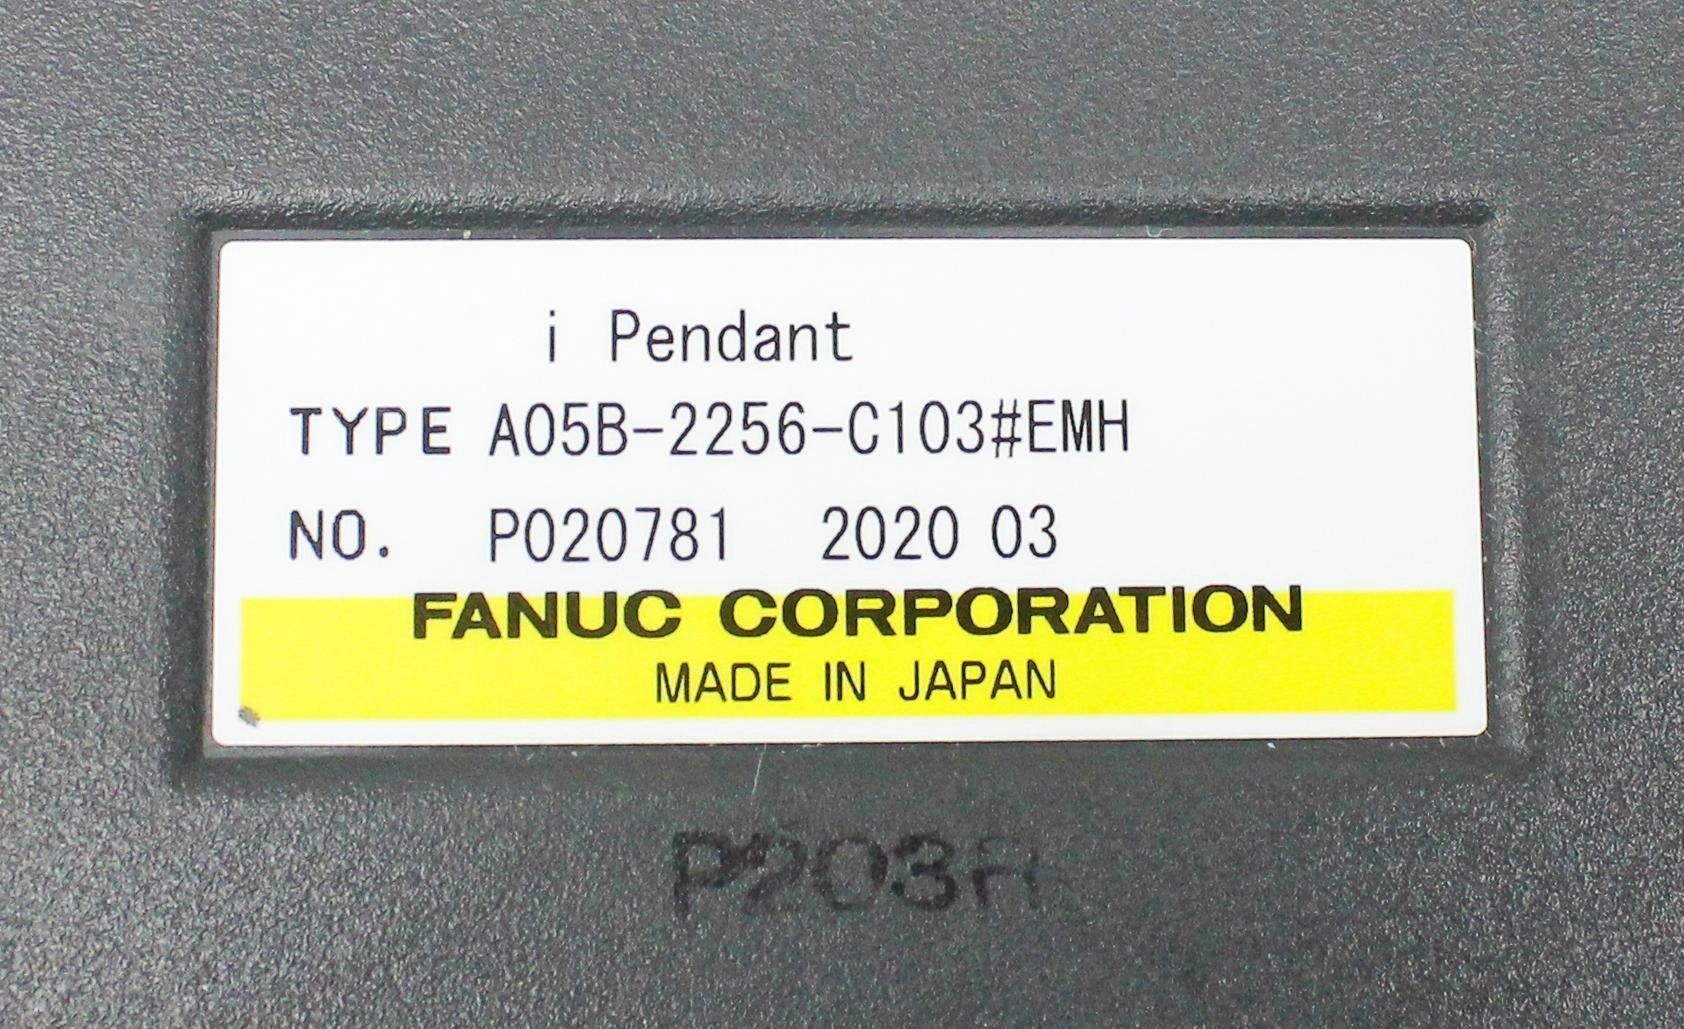 i Pendant
TYPE A05B-2256-C103#EMH
NO. P020781 2020 03
FANUC CORPORATION
MADE IN JAPAN